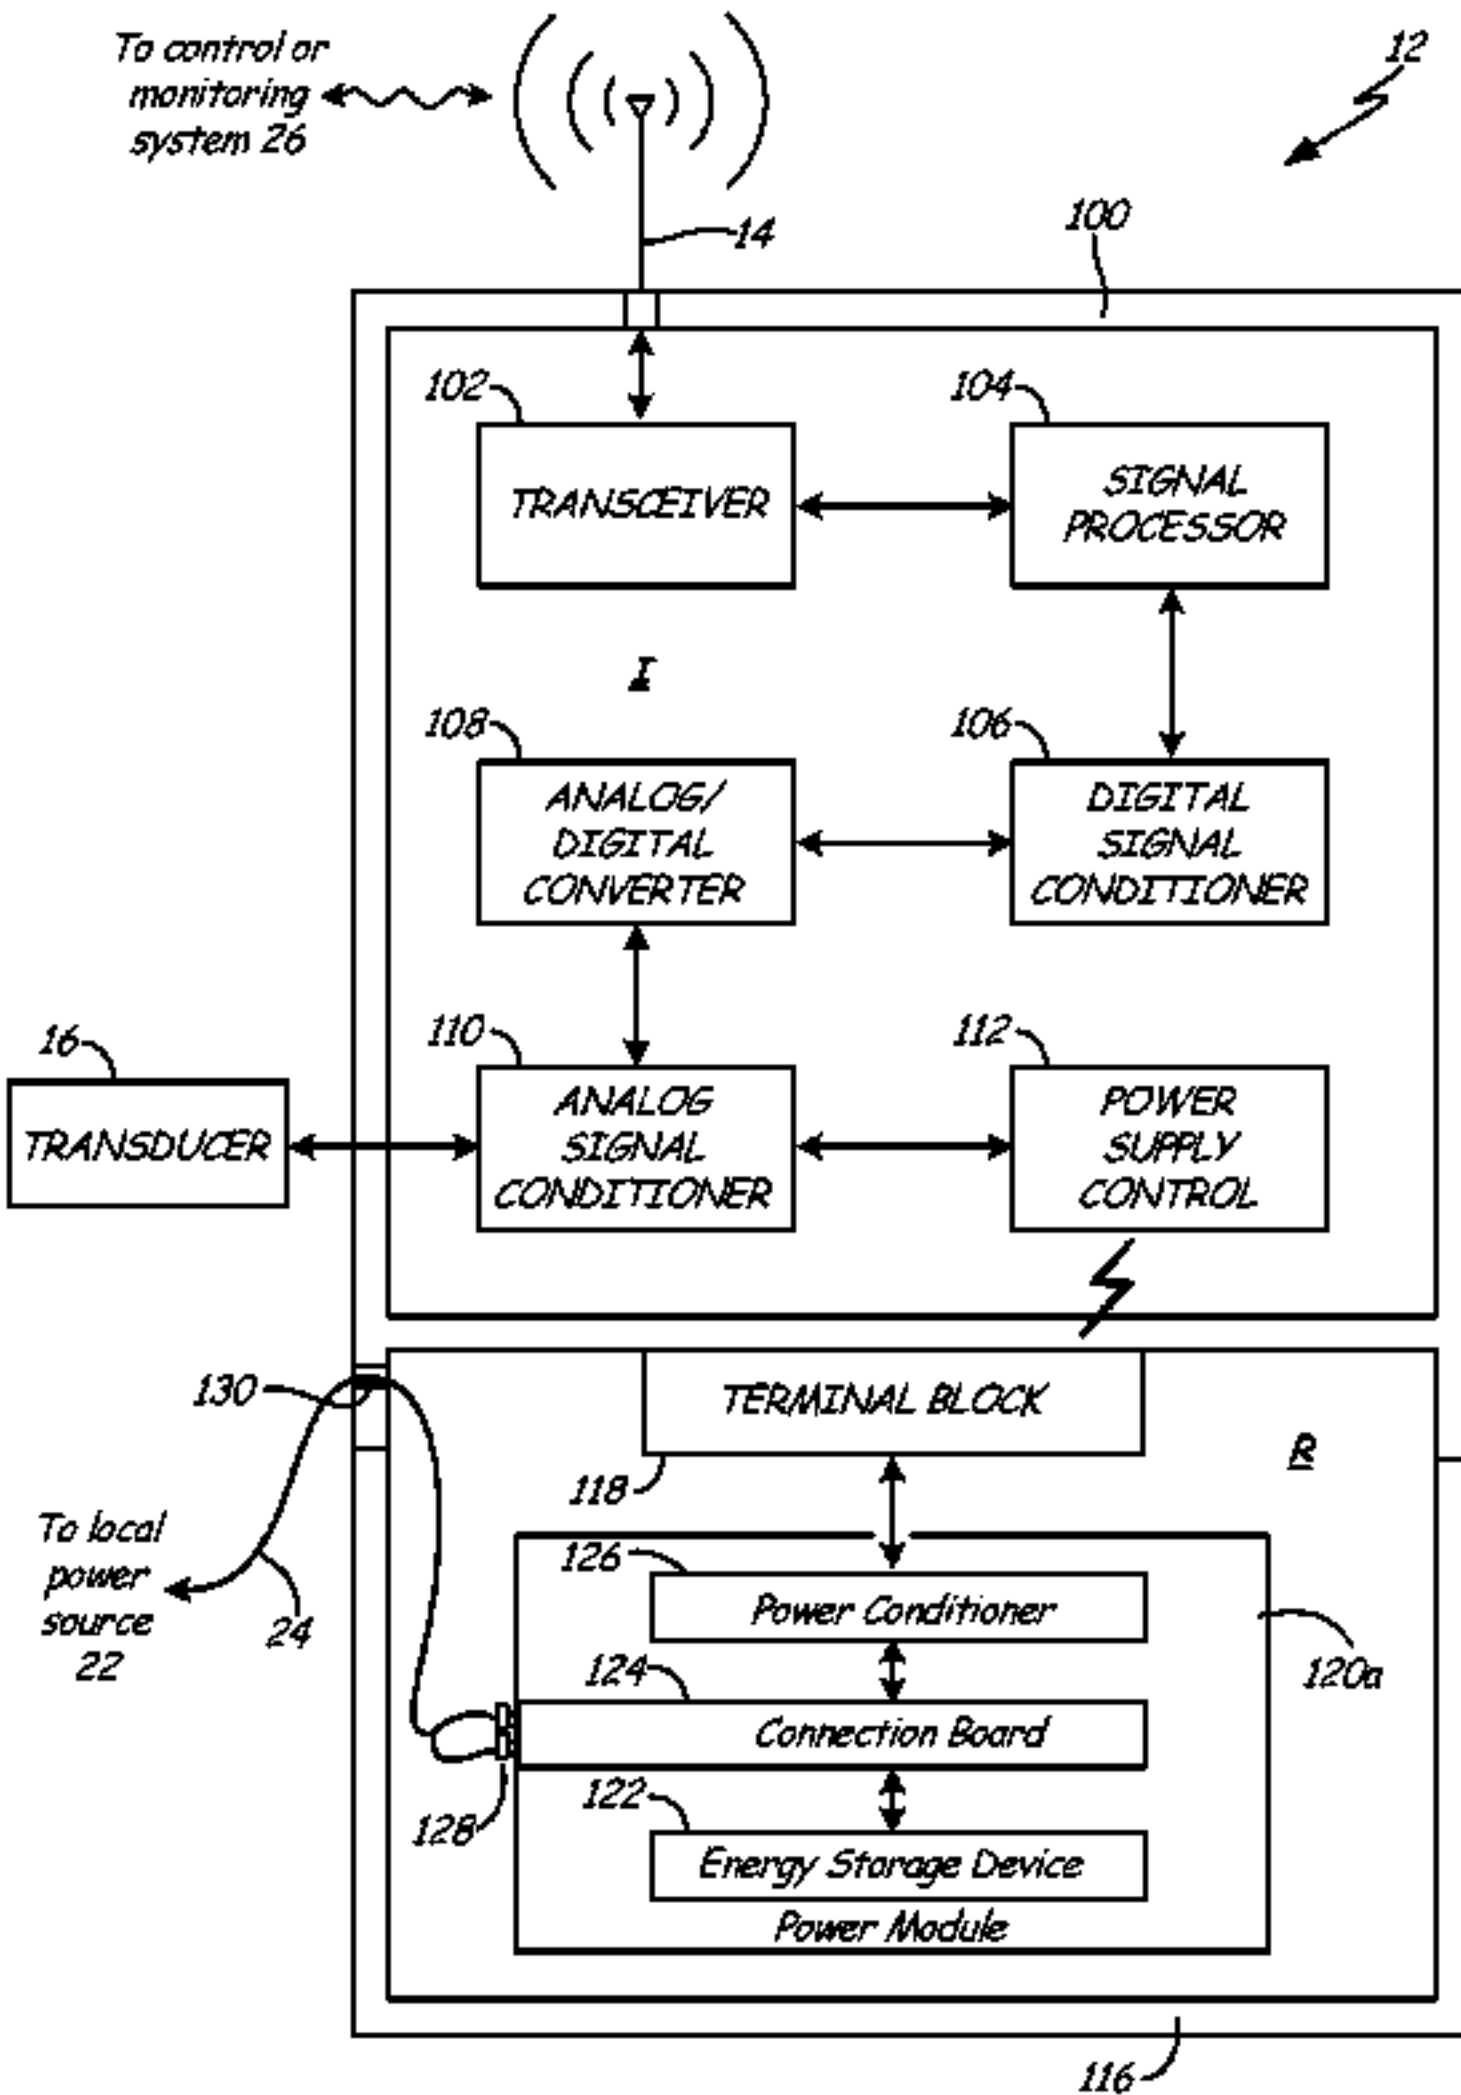 To control or
monitoring
system 26
12
14
100
102
104
TRANSCEIVER
SIGNAL
PROCESSOR
I
108
106
ANALOG/
DIGITAL
CONVERTER
DIGITAL
SIGNAL
CONDITIONER
16
110
112
TRANSDUCER
ANALOG
SIGNAL
CONDITIONER
POWER
SUPPLY
CONTROL
130
TERMINAL BLOCK
R
118
To local
power
source
22
24
126
Power Conditioner
120a
124
Connection Board
128
122
Energy Storage Device
Power Module
116